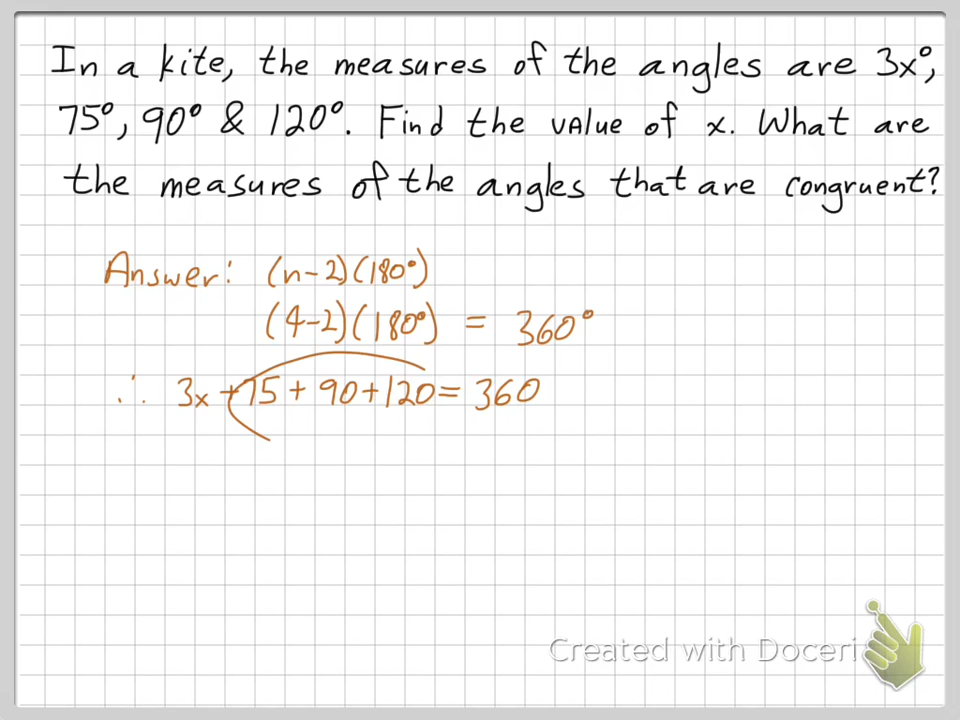 In a kite, the measures of the angles are 3x°,
75°, 90° & 120°. Find the value of x. What are
the measures of the angles that are congruent?
Answer: (n-2)(180°)
(4-2)(180°) = 360°
∴ 3x + 75 + 90 + 120 = 360
Created with Doceri